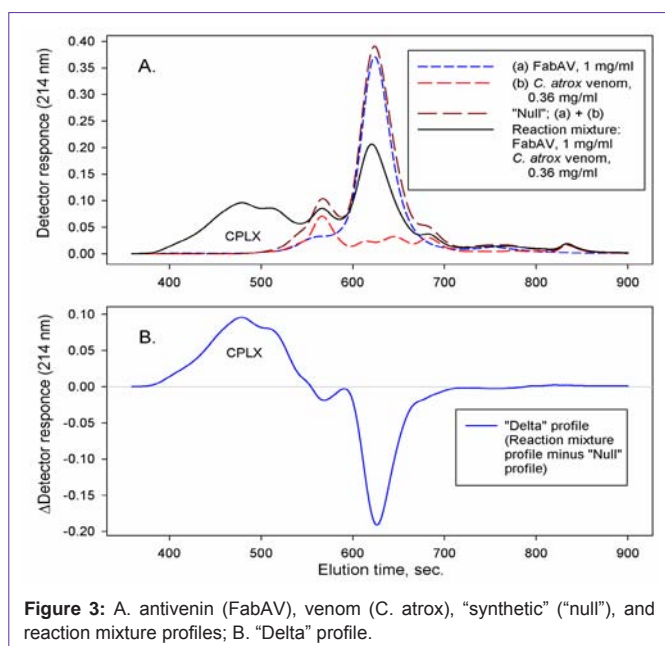 A.
0.40
0.35
0.30
0.25
0.20
0.15
0.10
0.05
0.00
Detector responce (214 nm)
(a) FabAV, 1 mg/ml
(b) C. atrox venom,
0.36 mg/ml
"Null"; (a) + (b)
Reaction mixture:
FabAV, 1 mg/ml
C. atrox venom,
0.36 mg/ml
CPLX
400 500 600 700 800 900
B.
0.10
0.05
0.00
-0.05
-0.10
-0.15
-0.20
ΔDetector responce (214 nm)
CPLX
"Delta" profile
(Reaction mixture
profile minus "Null"
profile)
400 500 600 700 800 900
Elution time, sec.
Figure 3: A. antivenin (FabAV), venom (C. atrox), “synthetic” (“null”), and
reaction mixture profiles; B. “Delta” profile.